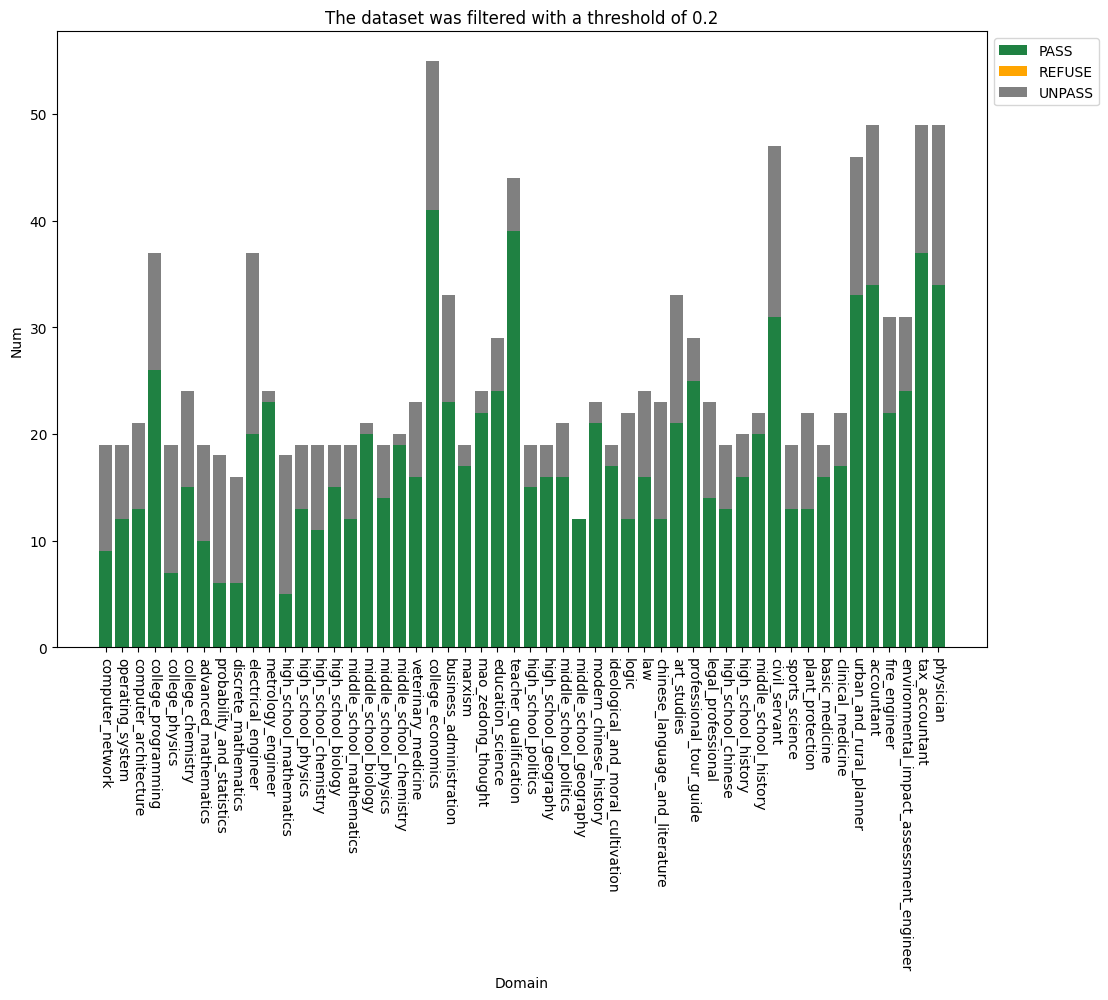 The dataset was filtered with a threshold of 0.2
PASS
REFUSE
UNPASS
Num
50
40
30
20
10
0
computer_network
operating_system
computer_architecture
college_programming
college_physics
college_chemistry
advanced_mathematics
probability_and_statistics
discrete_mathematics
electrical_engineer
metrology_engineer
high_school_mathematics
high_school_physics
high_school_chemistry
high_school_biology
middle_school_mathematics
middle_school_biology
middle_school_physics
middle_school_chemistry
veterinary_medicine
college_economics
business_administration
marxism
mao_zedong_thought
education_science
teacher_qualification
high_school_politics
high_school_geography
middle_school_politics
middle_school_geography
modern_chinese_history
ideological_and_moral_cultivation
logic
law
chinese_language_and_literature
art_studies
professional_tour_guide
legal_professional
high_school_chinese
high_school_history
middle_school_history
civil_servant
sports_science
plant_protection
basic_medicine
clinical_medicine
urban_and_rural_planner
accountant
fire_engineer
environmental_impact_assessment_engineer
tax_accountant
physician
Domain